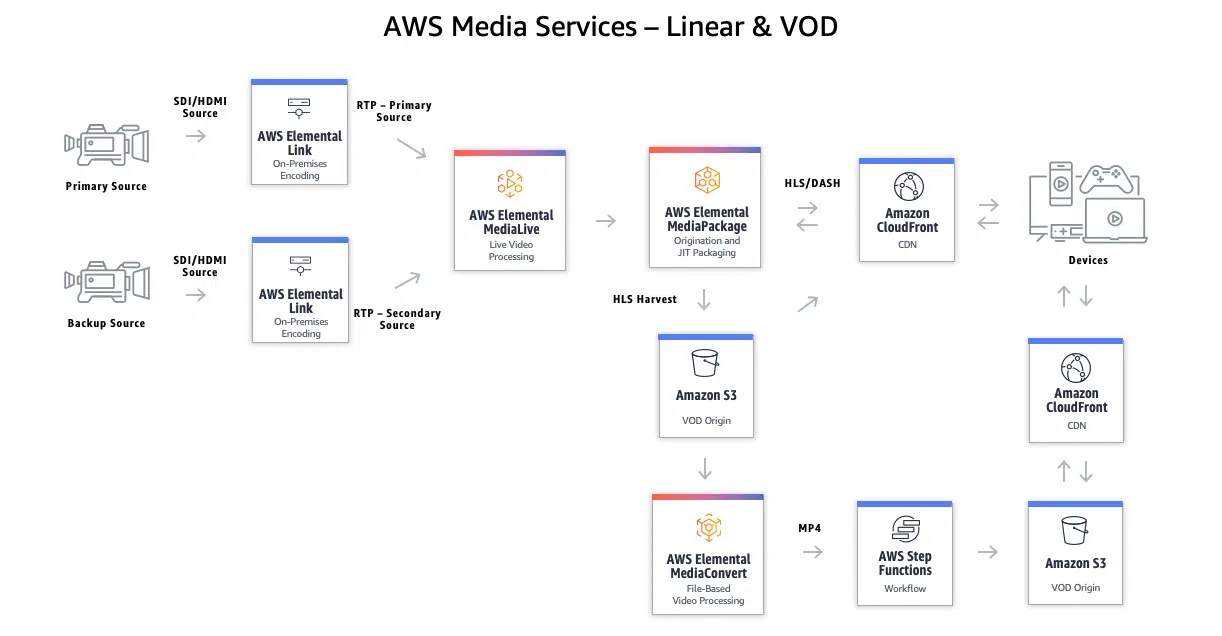 AWS Media Services – Linear & VOD
SDI/HDMI
Source
Primary Source
AWS Elemental
Link
On-Premises
Encoding
RTP – Primary
Source
SDI/HDMI
Source
Backup Source
AWS Elemental
Link
On-Premises
Encoding
RTP – Secondary
Source
AWS Elemental
MediaLive
Live Video
Processing
AWS Elemental
MediaPackage
Origination and
JIT Packaging
HLS/DASH
Amazon
CloudFront
CDN
Devices
HLS Harvest
Amazon S3
VOD Origin
Amazon
CloudFront
CDN
AWS Elemental
MediaConvert
File-Based
Video Processing
MP4
AWS Step
Functions
Workflow
Amazon S3
VOD Origin